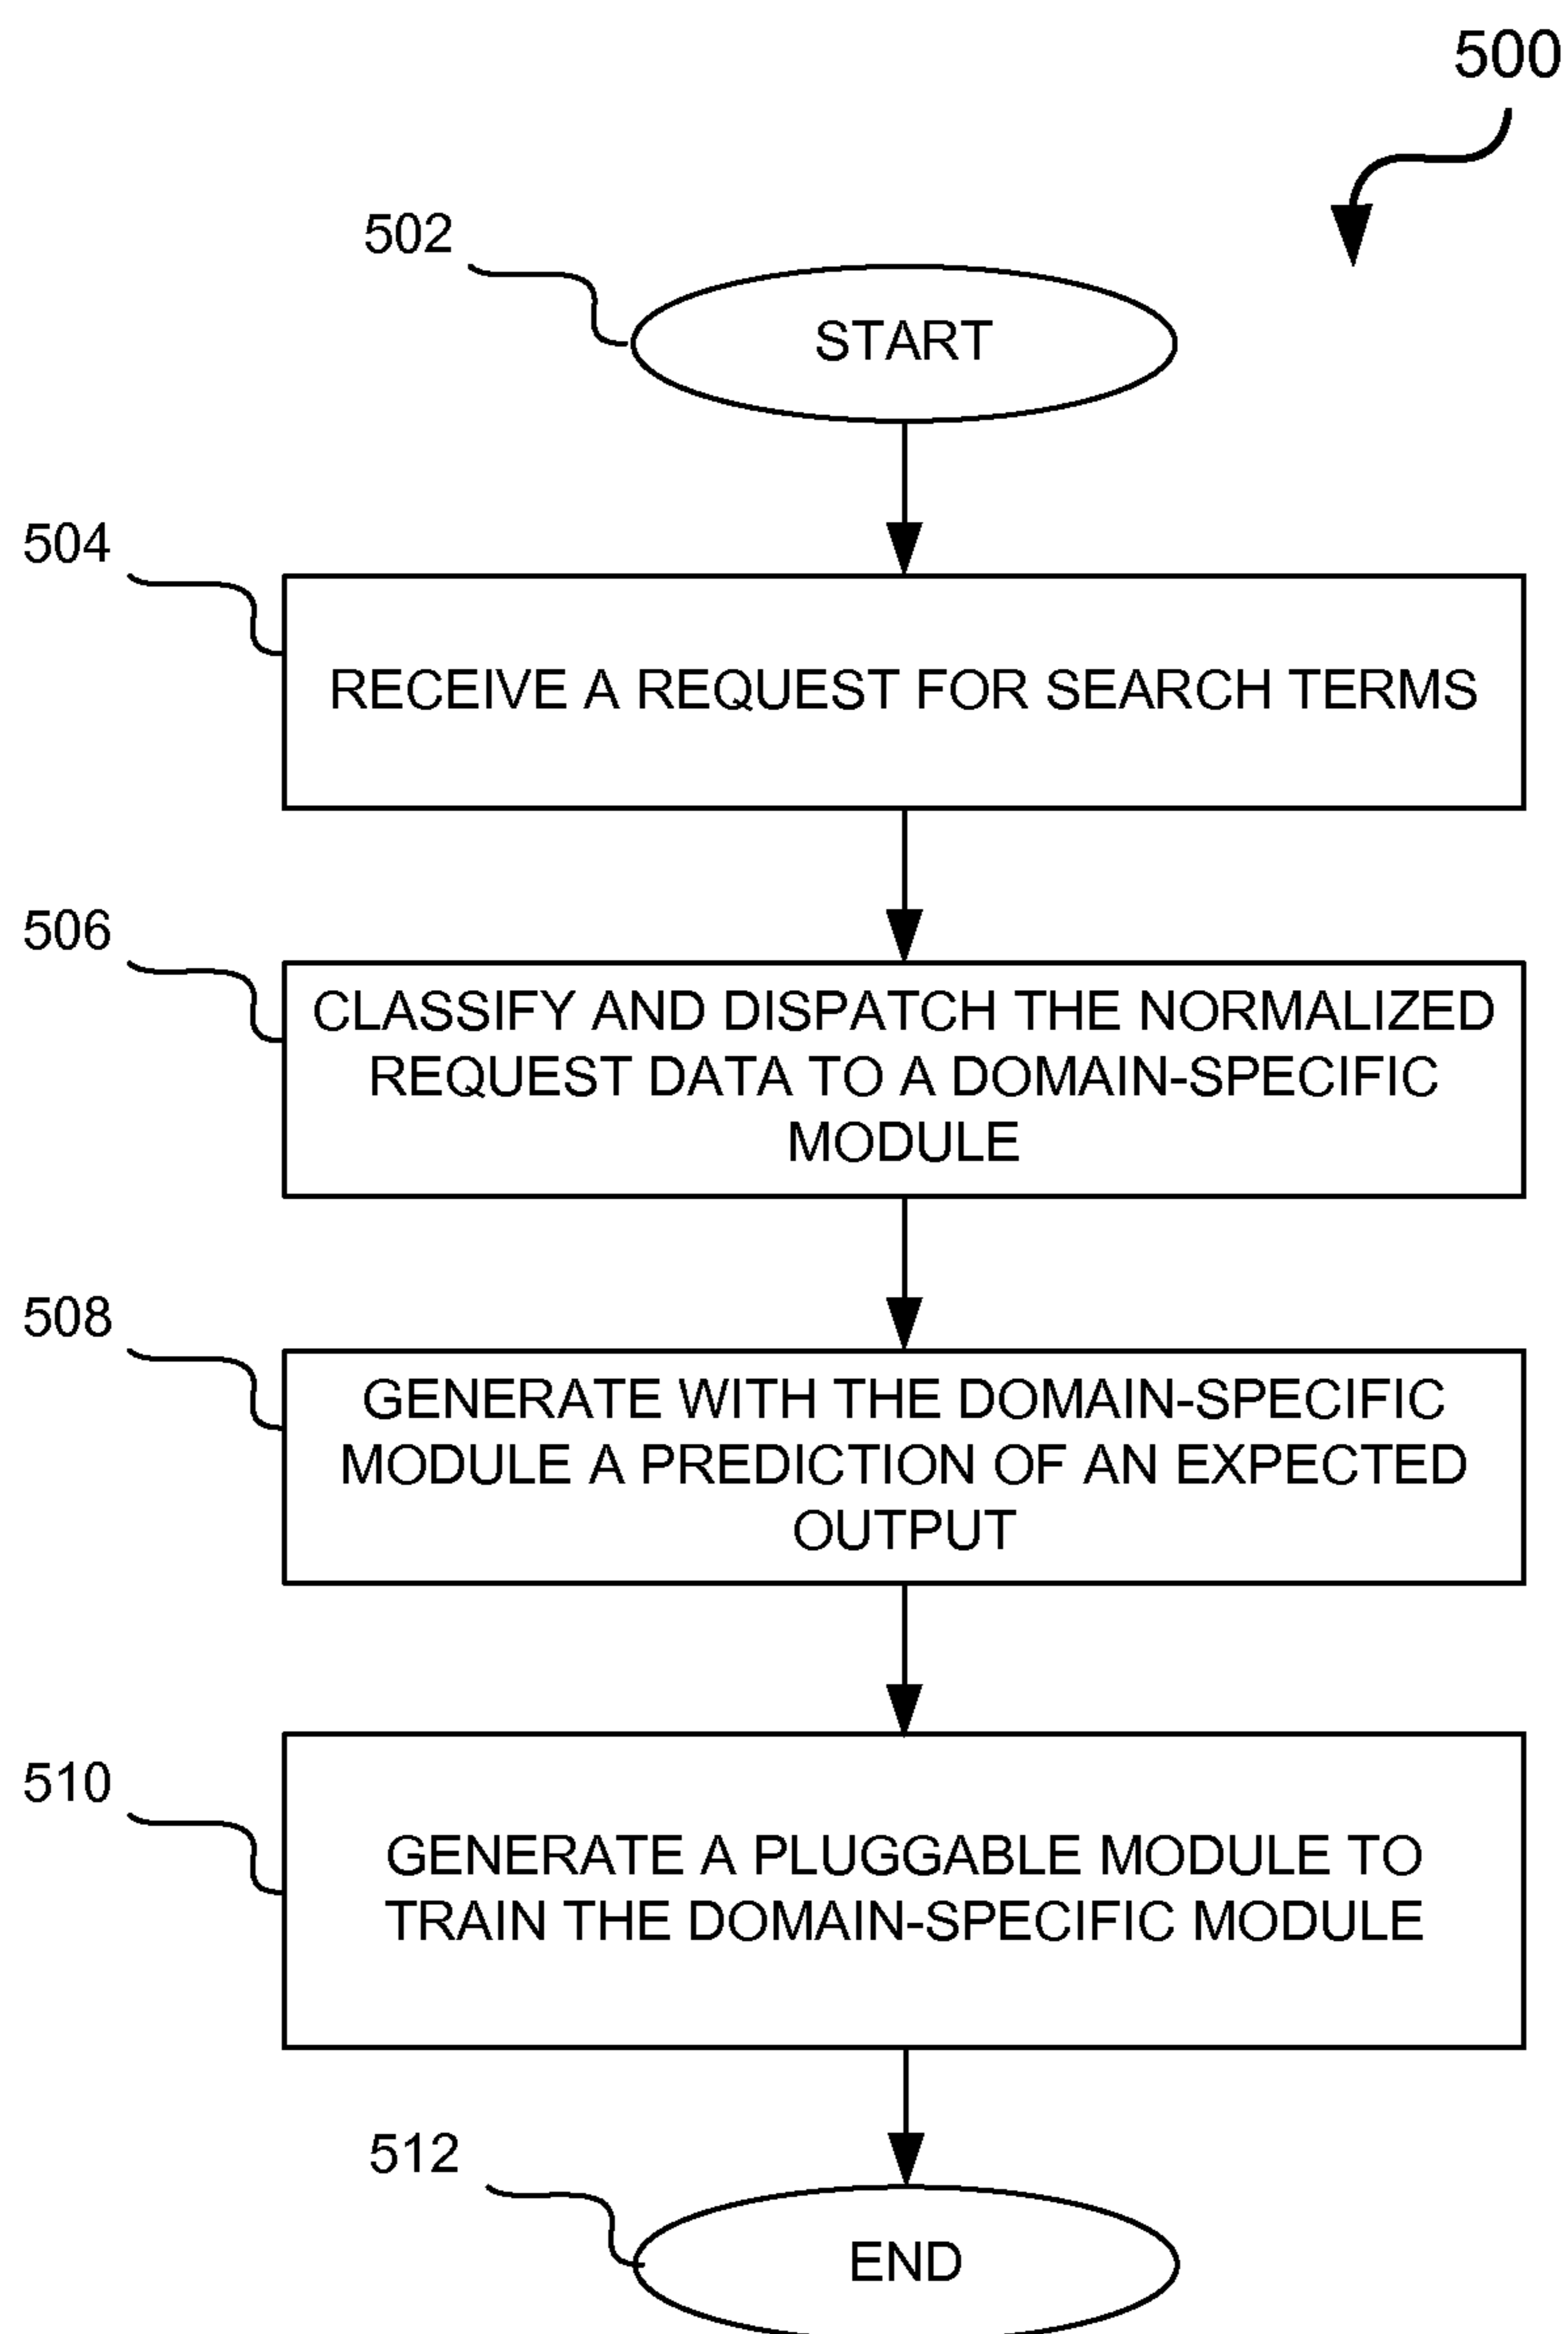 500
502
START
504
RECEIVE A REQUEST FOR SEARCH TERMS
506
CLASSIFY AND DISPATCH THE NORMALIZED
REQUEST DATA TO A DOMAIN-SPECIFIC
MODULE
508
GENERATE WITH THE DOMAIN-SPECIFIC
MODULE A PREDICTION OF AN EXPECTED
OUTPUT
510
GENERATE A PLUGGABLE MODULE TO
TRAIN THE DOMAIN-SPECIFIC MODULE
512
END